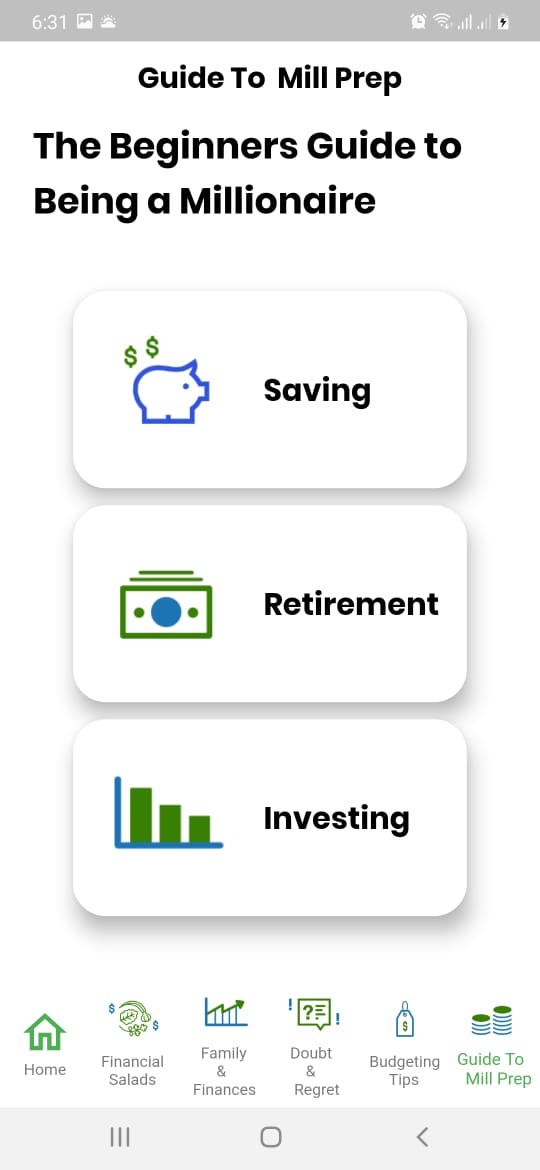 6:31
Guide To Mill Prep
The Beginners Guide to
Being a Millionaire
$ $
Saving
Retirement
Investing
Home
$ $
Financial
Salads
Family
&
Finances
! ? !
Doubt
&
Regret
$
Budgeting
Tips
Guide To
Mill Prep